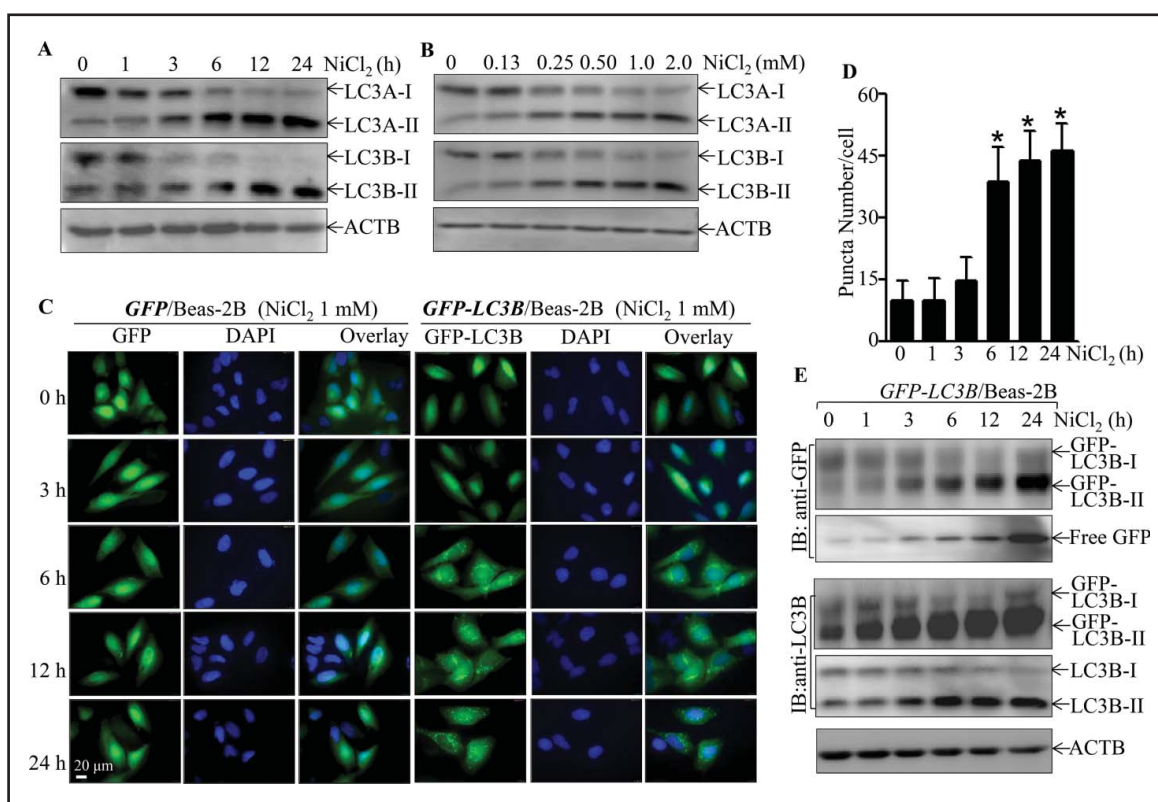 A
0 1 3 6 12 24 NiCl₂ (h)
LC3A-I
LC3A-II
LC3B-I
LC3B-II
ACTB
B
0 0.13 0.25 0.50 1.0 2.0 NiCl₂ (mM)
LC3A-I
LC3A-II
LC3B-I
LC3B-II
ACTB
C
GFP/Beas-2B (NiCl₂ 1 mM) GFP-LC3B/Beas-2B (NiCl₂ 1 mM)
GFP DAPI Overlay GFP-LC3B DAPI Overlay
0 h
3 h
6 h
12 h
24 h
20 μm
D
Puncta Number/cell
60
45
30
15
0
* * *
0 1 3 6 12 24 NiCl₂ (h)
E
GFP-LC3B/Beas-2B
0 1 3 6 12 24 NiCl₂ (h)
IB: anti-GFP
GFP-
LC3B-I
GFP-
LC3B-II
Free GFP
IB:anti-LC3B
GFP-
LC3B-I
GFP-
LC3B-II
LC3B-I
LC3B-II
ACTB